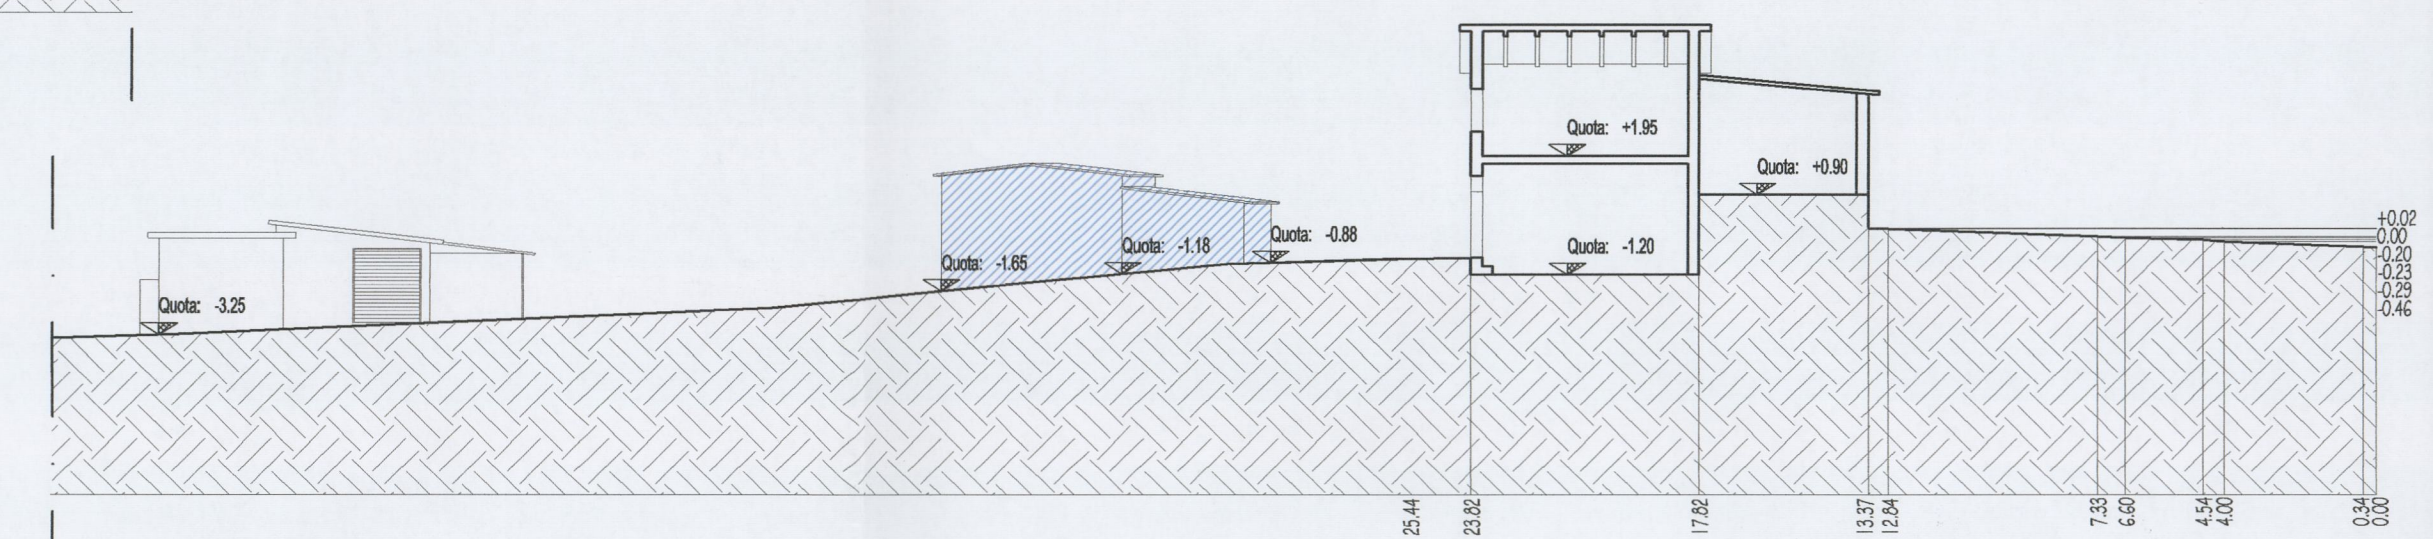 Quota: +1.95
Quota: +0.90
+0.02
0.00
-0.20
-0.23
-0.29
-0.46
Quota: -0.88
Quota: -1.18
Quota: -1.20
Quota: -1.65
Quota: -3.25
25.44
23.82
17.82
13.37
12.84
7.33
6.60
4.54
4.00
0.34
0.00